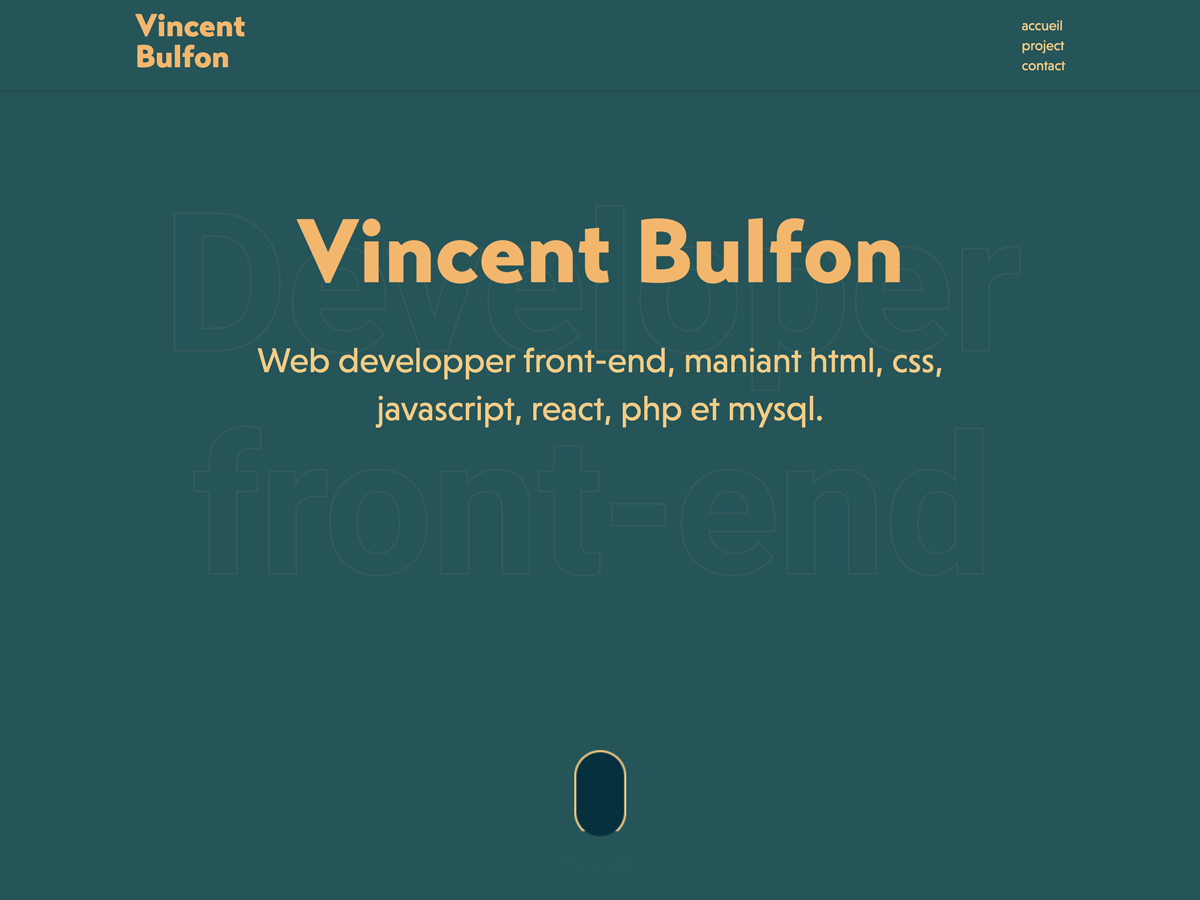 Vincent
Bulfon
accueil
project
contact
Developer
Vincent Bulfon
Web developper front-end, maniant html, css,
javascript, react, php et mysql.
front-end
Scroll